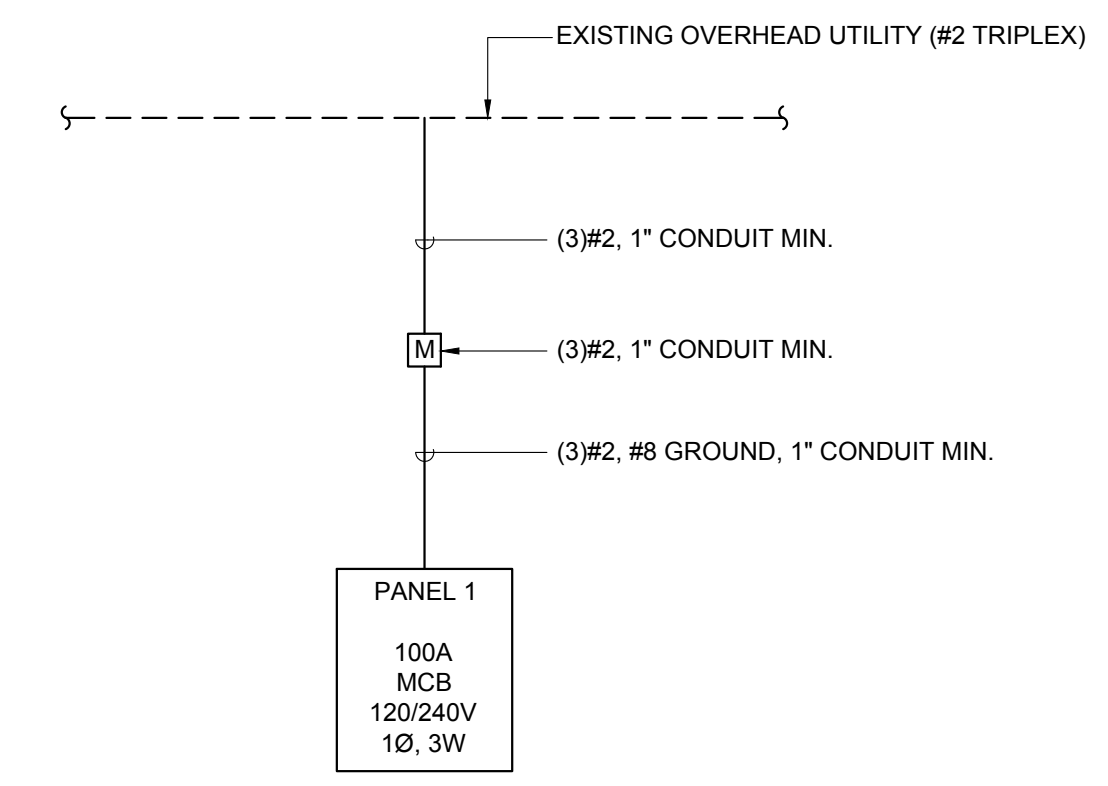 EXISTING OVERHEAD UTILITY (#2 TRIPLEX)
(3)#2, 1" CONDUIT MIN.
M
(3)#2, 1" CONDUIT MIN.
(3)#2, #8 GROUND, 1" CONDUIT MIN.
PANEL 1
100A
MCB
120/240V
1Ø, 3W